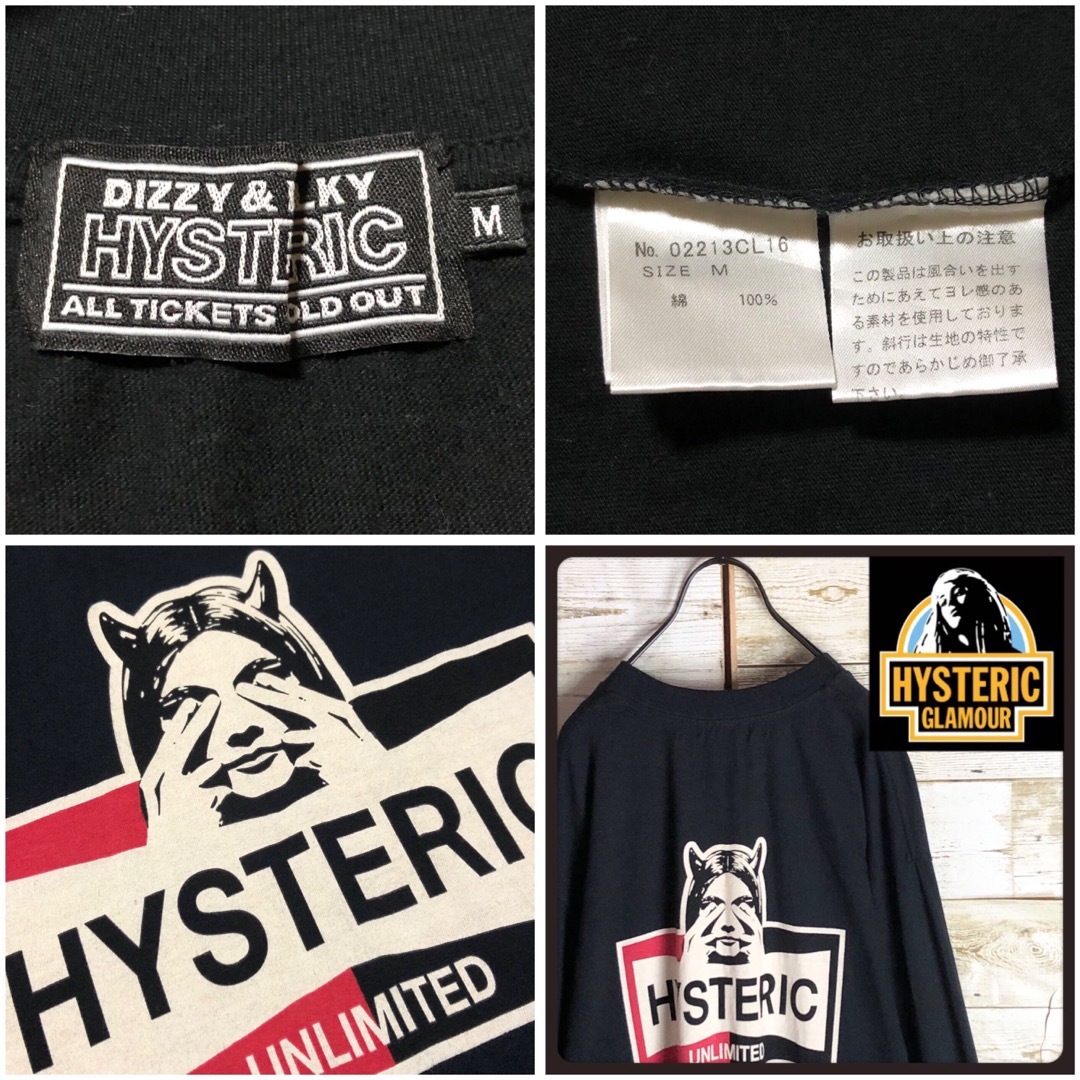 DIZZY & LKY
HYSTRIC
ALL TICKETS OLD OUT
M
No. 02213CL16
SIZE M
綿 100%
お取扱い上の注意
この製品は風合いを出す
ためにあえてヨレ感のあ
る素材を使用しておりま
す。斜行は生地の特性で
すのであらかじめ御了承
下さい。
HYSTERIC
UNLIMITED
HYSTERIC
GLAMOUR
HYSTERIC
UNLIMITED